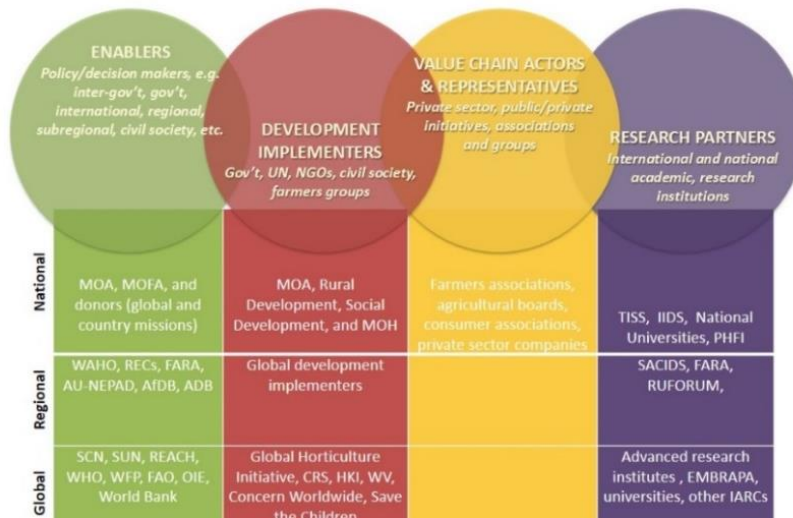 ENABLERS
Policy/decision makers, e.g.
inter-gov't, gov't,
international, regional,
subregional, civil society, etc.
DEVELOPMENT
IMPLEMENTERS
Gov't, UN, NGOs, civil society,
farmers groups
VALUE CHAIN ACTORS
& REPRESENTATIVES
Private sector, public/private
initiatives, associations
and groups
RESEARCH PARTNERS
International and national
academic, research
institutions
National
MOA, MOFA, and
donors (global and
country missions)
MOA, Rural
Development, Social
Development, and MOH
Farmers associations,
agricultural boards,
consumer associations,
private sector companies
TISS, IIDS, National
Universities, PHFI
Regional
WAHO, RECs, FARA,
AU-NEPAD, AfDB, ADB
Global development
implementers
SACIDS, FARA,
RUFORUM,
Global
SCN, SUN, REACH,
WHO, WFP, FAO, OIE,
World Bank
Global Horticulture
Initiative, CRS, HKI, WV,
Concern Worldwide, Save
the Children
Advanced research
institutes , EMBRAPA,
universities, other IARCs